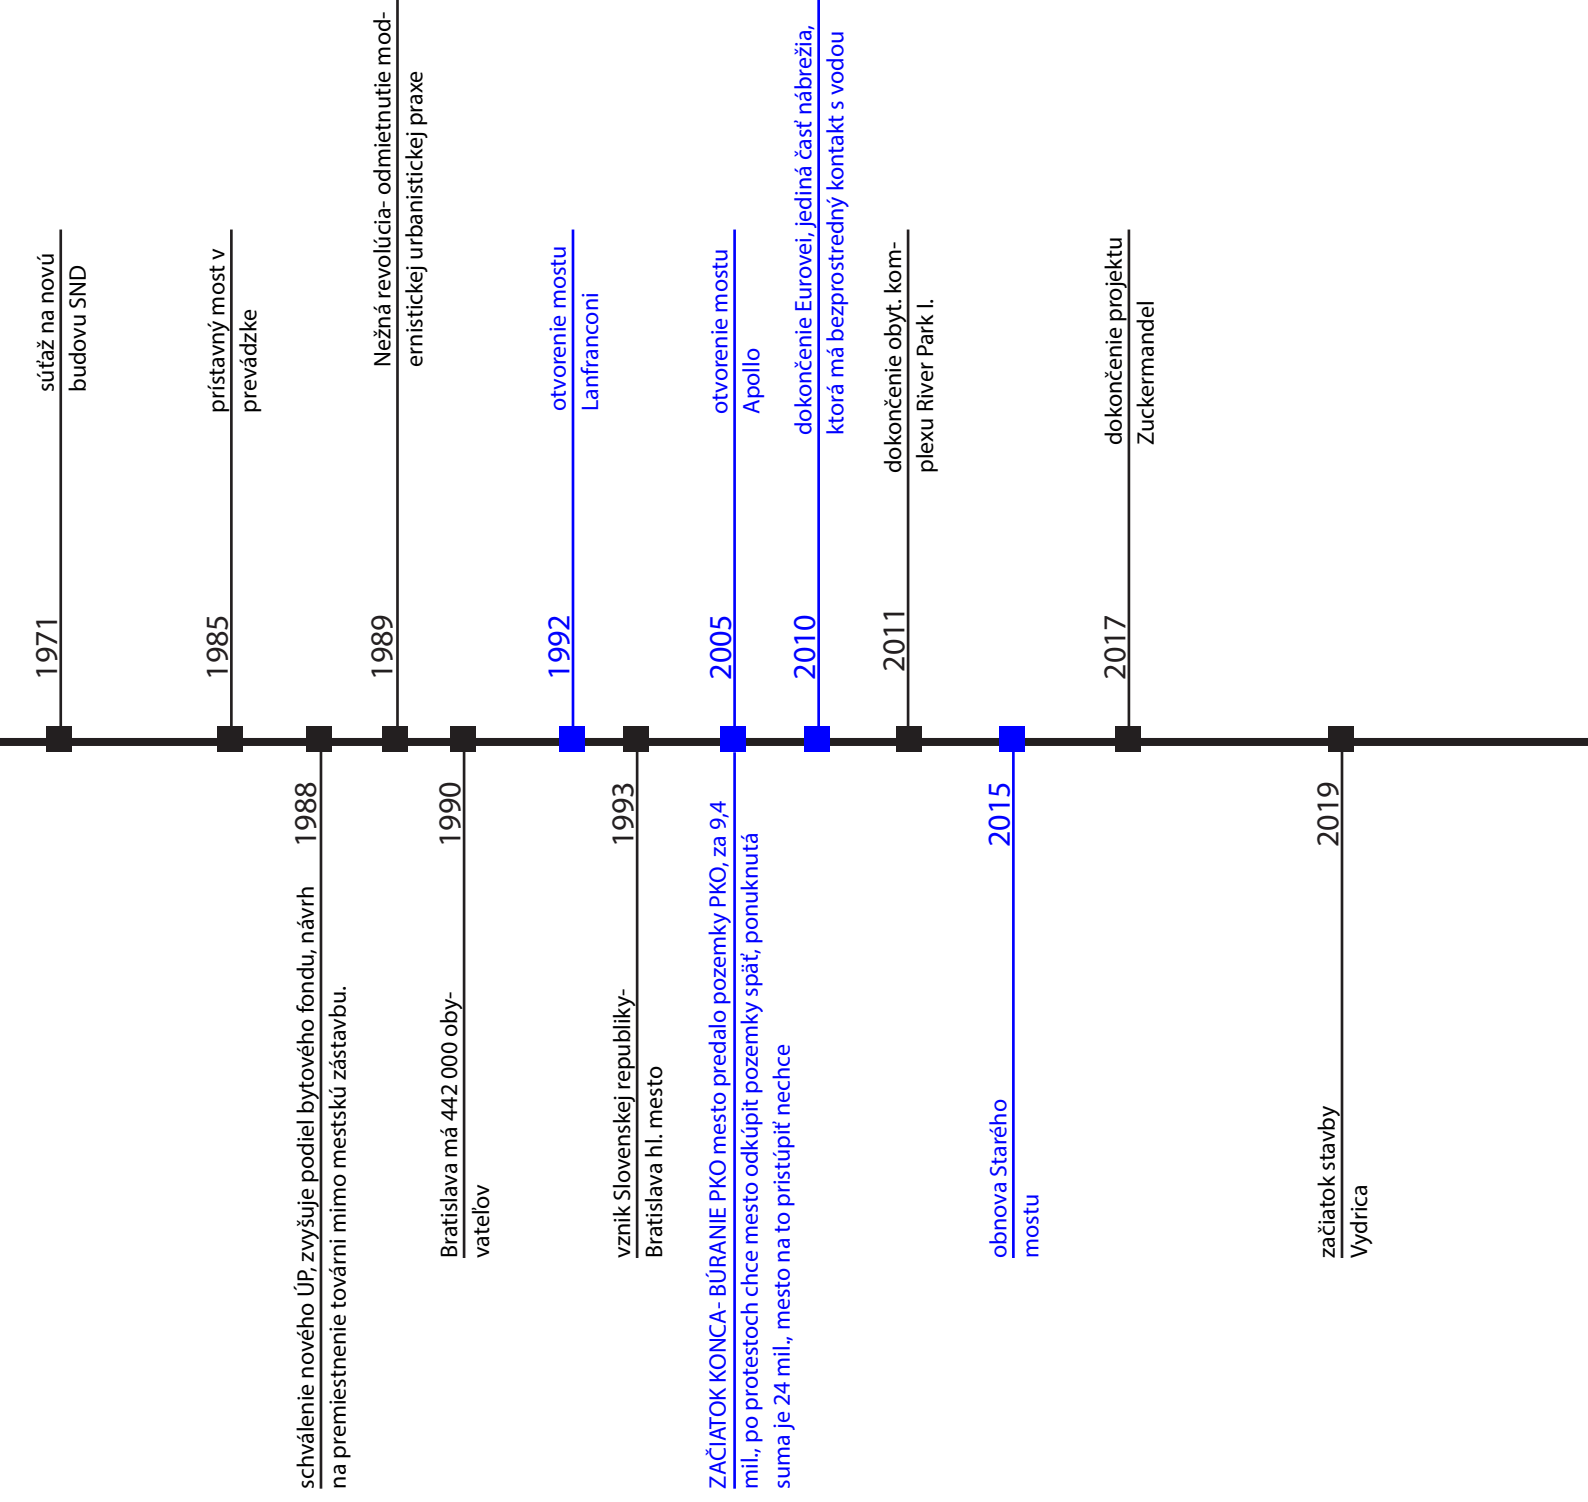 1971
súťaž na novú
budovu SND
1985
prístavný most v
prevádzke
1988
schválenie nového ÚP, zvyšuje podiel bytového fondu, návrh
na premiestnenie továrni mimo mestskú zástavbu.
1989
Nežná revolúcia- odmietnutie mod-
ernistickej urbanistickej praxe
1990
Bratislava má 442 000 oby-
vateľov
1992
otvorenie mostu
Lanfranconi
1993
vznik Slovenskej republiky-
Bratislava hl. mesto
2005
otvorenie mostu
Apollo
ZAČIATOK KONCA- BÚRANIE PKO mesto predalo pozemky PKO, za 9,4
mil., po protestoch chce mesto odkúpit pozemky späť, ponuknutá
suma je 24 mil., mesto na to pristúpiť nechce
2010
dokončenie Eurovei, jediná časť nábrežia,
ktorá má bezprostredný kontakt s vodou
2011
dokončenie obyt. kom-
plexu River Park I.
2015
obnova Starého
mostu
2017
dokončenie projektu
Zuckermandel
2019
začiatok stavby
Vydrica